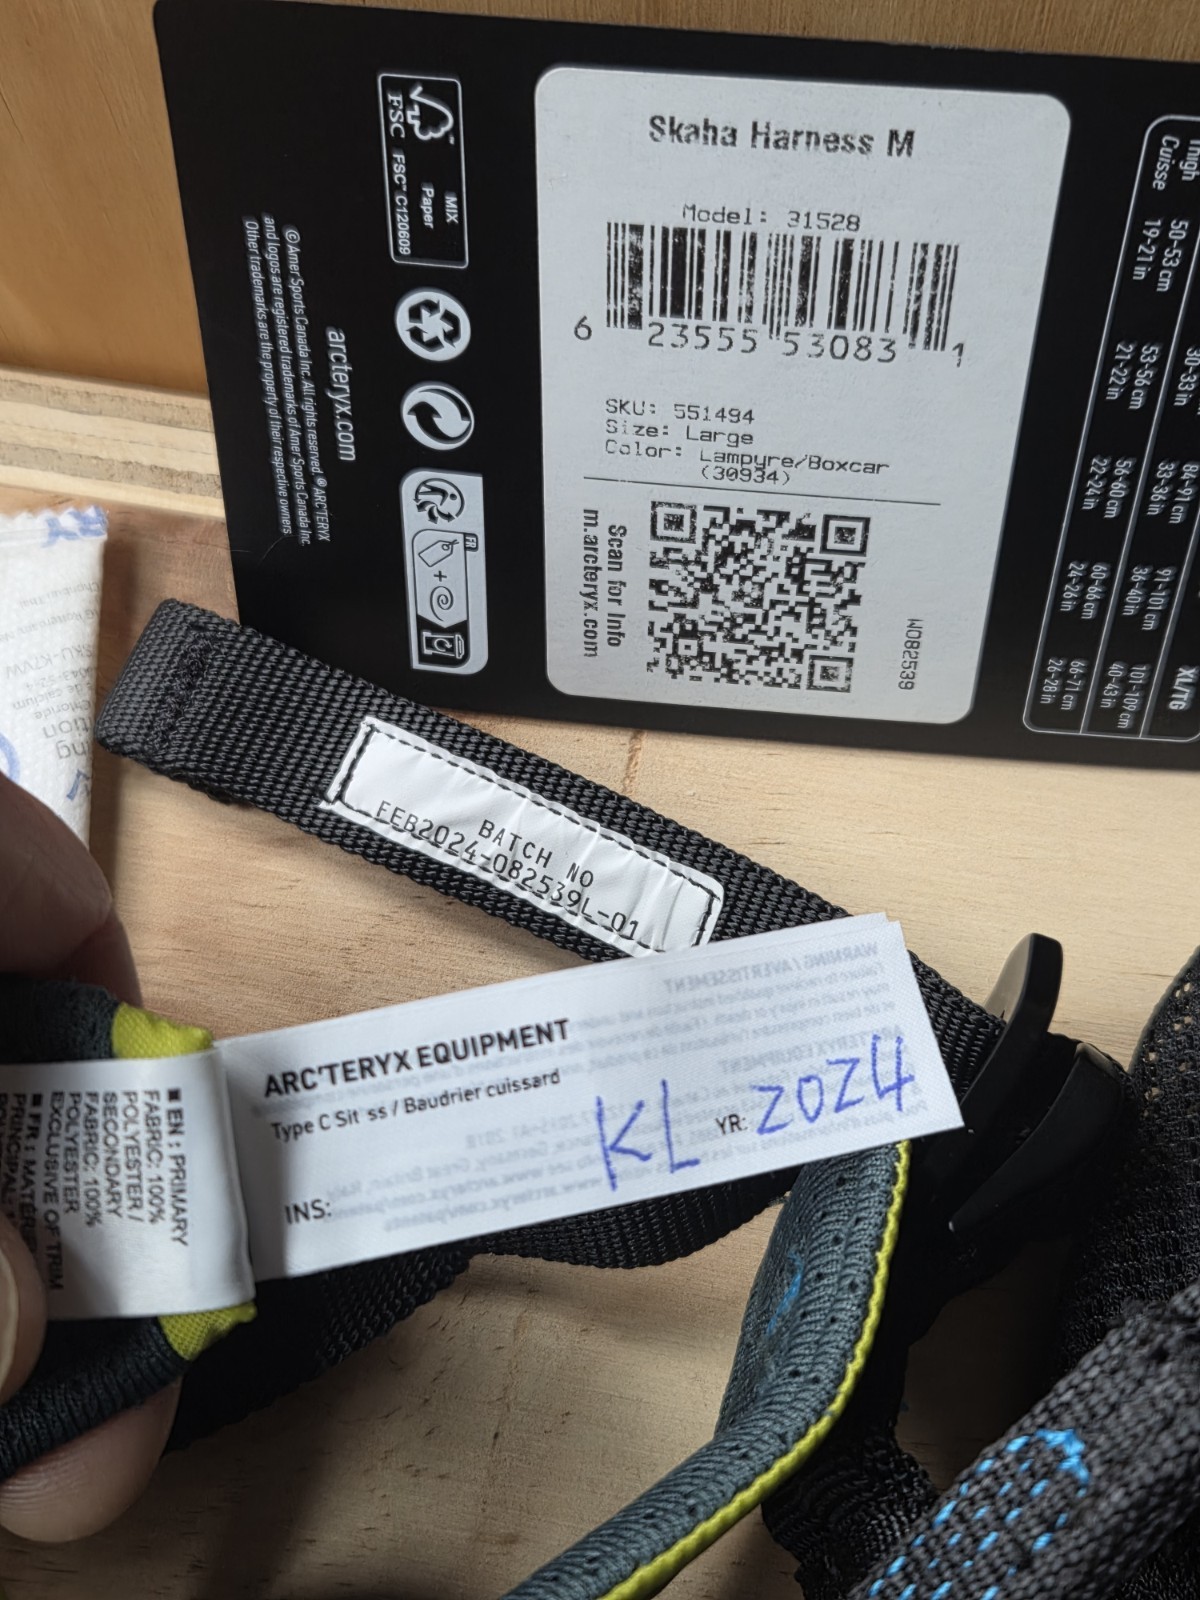 Skaha Harness M
Model: 31528
6 23555 53083 1
SKU: 551494
Size: Large
Color: Lampyre/Boxcar
(30934)
Scan for Info
m.arcteryx.com
W082539
FSC
MIX
Paper
FSC™ C120609
FR
arcteryx.com
© Amer Sports Canada Inc. All rights reserved. ® ARC'TERYX
and logos are registered trademarks of Amer Sports Canada Inc.
Other trademarks are the property of their respective owners
XL/TG
101-109 cm
40-43 in
91-101 cm
36-40 in
84-91 cm
33-36 in
30-33 in
Thigh
Cuisse
50-53 cm
19-21 in
53-56 cm
21-22 in
56-60 cm
22-24 in
60-66 cm
24-26 in
66-71 cm
26-28 in
BATCH NO
FEB2024-082539L-01
ARC'TERYX EQUIPMENT
Type C Sit ss / Baudrier cuissard
KL
YR: 2024
INS:
■ EN : PRIMARY
FABRIC: 100%
POLYESTER /
SECONDARY
FABRIC: 100%
POLYESTER
EXCLUSIVE OF TRIM
■ FR :